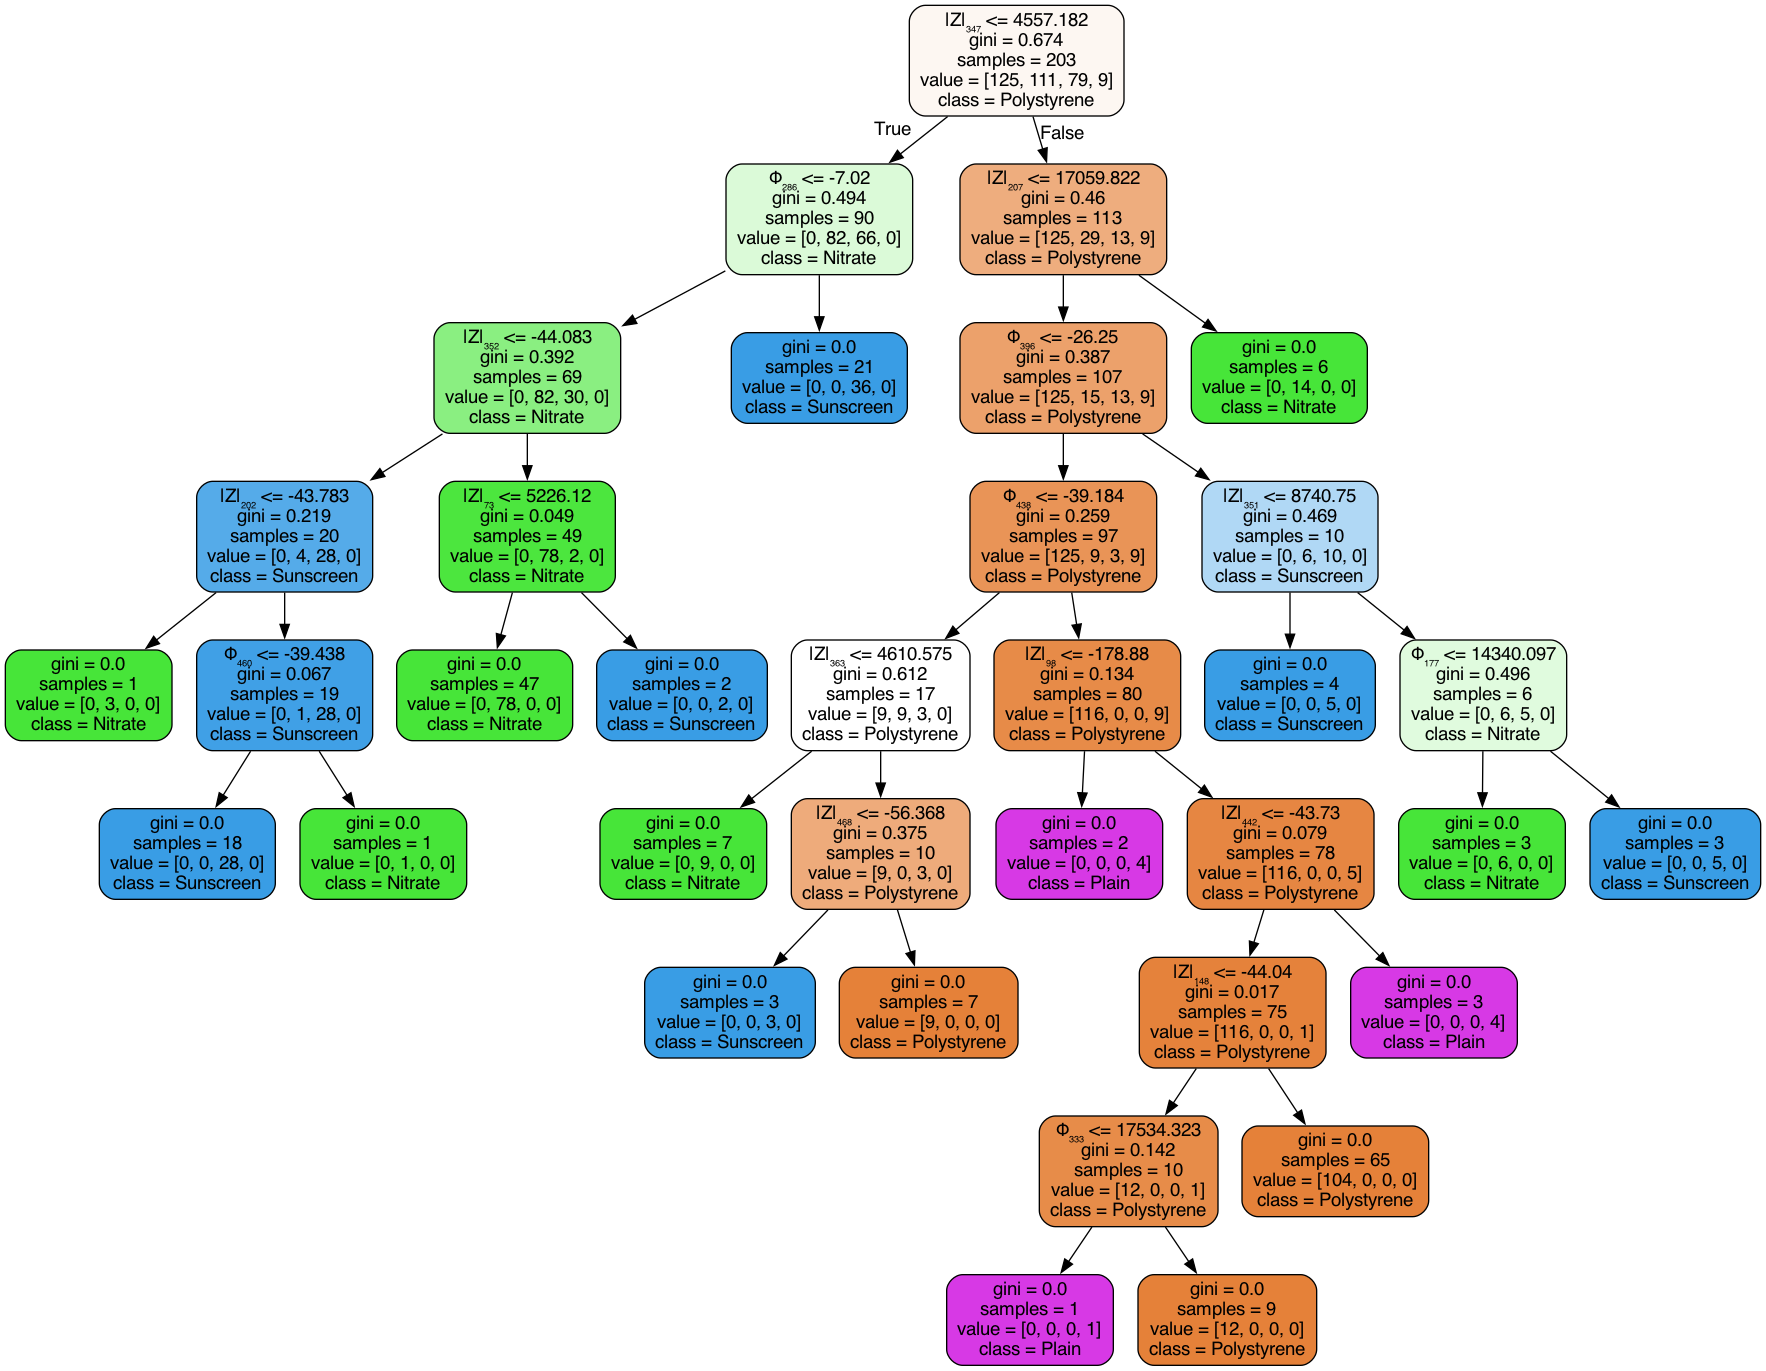 |Z|₃₄₇ <= 4557.182
gini = 0.674
samples = 203
value = [125, 111, 79, 9]
class = Polystyrene
True
False
Φ₂₈₆ <= -7.02
gini = 0.494
samples = 90
value = [0, 82, 66, 0]
class = Nitrate
|Z|₂₀₇ <= 17059.822
gini = 0.46
samples = 113
value = [125, 29, 13, 9]
class = Polystyrene
|Z|₃₅₂ <= -44.083
gini = 0.392
samples = 69
value = [0, 82, 30, 0]
class = Nitrate
gini = 0.0
samples = 21
value = [0, 0, 36, 0]
class = Sunscreen
Φ₃₉₆ <= -26.25
gini = 0.387
samples = 107
value = [125, 15, 13, 9]
class = Polystyrene
gini = 0.0
samples = 6
value = [0, 14, 0, 0]
class = Nitrate
|Z|₂₀₂ <= -43.783
gini = 0.219
samples = 20
value = [0, 4, 28, 0]
class = Sunscreen
|Z|₇₃ <= 5226.12
gini = 0.049
samples = 49
value = [0, 78, 2, 0]
class = Nitrate
Φ₄₃₈ <= -39.184
gini = 0.259
samples = 97
value = [125, 9, 3, 9]
class = Polystyrene
|Z|₃₅₁ <= 8740.75
gini = 0.469
samples = 10
value = [0, 6, 10, 0]
class = Sunscreen
gini = 0.0
samples = 1
value = [0, 3, 0, 0]
class = Nitrate
Φ₄₆₀ <= -39.438
gini = 0.067
samples = 19
value = [0, 1, 28, 0]
class = Sunscreen
gini = 0.0
samples = 47
value = [0, 78, 0, 0]
class = Nitrate
gini = 0.0
samples = 2
value = [0, 0, 2, 0]
class = Sunscreen
|Z|₃₆₃ <= 4610.575
gini = 0.612
samples = 17
value = [9, 9, 3, 0]
class = Polystyrene
|Z|₉₈ <= -178.88
gini = 0.134
samples = 80
value = [116, 0, 0, 9]
class = Polystyrene
gini = 0.0
samples = 4
value = [0, 0, 5, 0]
class = Sunscreen
Φ₁₇₇ <= 14340.097
gini = 0.496
samples = 6
value = [0, 6, 5, 0]
class = Nitrate
gini = 0.0
samples = 18
value = [0, 0, 28, 0]
class = Sunscreen
gini = 0.0
samples = 1
value = [0, 1, 0, 0]
class = Nitrate
gini = 0.0
samples = 7
value = [0, 9, 0, 0]
class = Nitrate
|Z|₄₆₈ <= -56.368
gini = 0.375
samples = 10
value = [9, 0, 3, 0]
class = Polystyrene
gini = 0.0
samples = 2
value = [0, 0, 0, 4]
class = Plain
|Z|₄₄₂ <= -43.73
gini = 0.079
samples = 78
value = [116, 0, 0, 5]
class = Polystyrene
gini = 0.0
samples = 3
value = [0, 6, 0, 0]
class = Nitrate
gini = 0.0
samples = 3
value = [0, 0, 5, 0]
class = Sunscreen
gini = 0.0
samples = 3
value = [0, 0, 3, 0]
class = Sunscreen
gini = 0.0
samples = 7
value = [9, 0, 0, 0]
class = Polystyrene
|Z|₁₄₈ <= -44.04
gini = 0.017
samples = 75
value = [116, 0, 0, 1]
class = Polystyrene
gini = 0.0
samples = 3
value = [0, 0, 0, 4]
class = Plain
Φ₃₃₃ <= 17534.323
gini = 0.142
samples = 10
value = [12, 0, 0, 1]
class = Polystyrene
gini = 0.0
samples = 65
value = [104, 0, 0, 0]
class = Polystyrene
gini = 0.0
samples = 1
value = [0, 0, 0, 1]
class = Plain
gini = 0.0
samples = 9
value = [12, 0, 0, 0]
class = Polystyrene